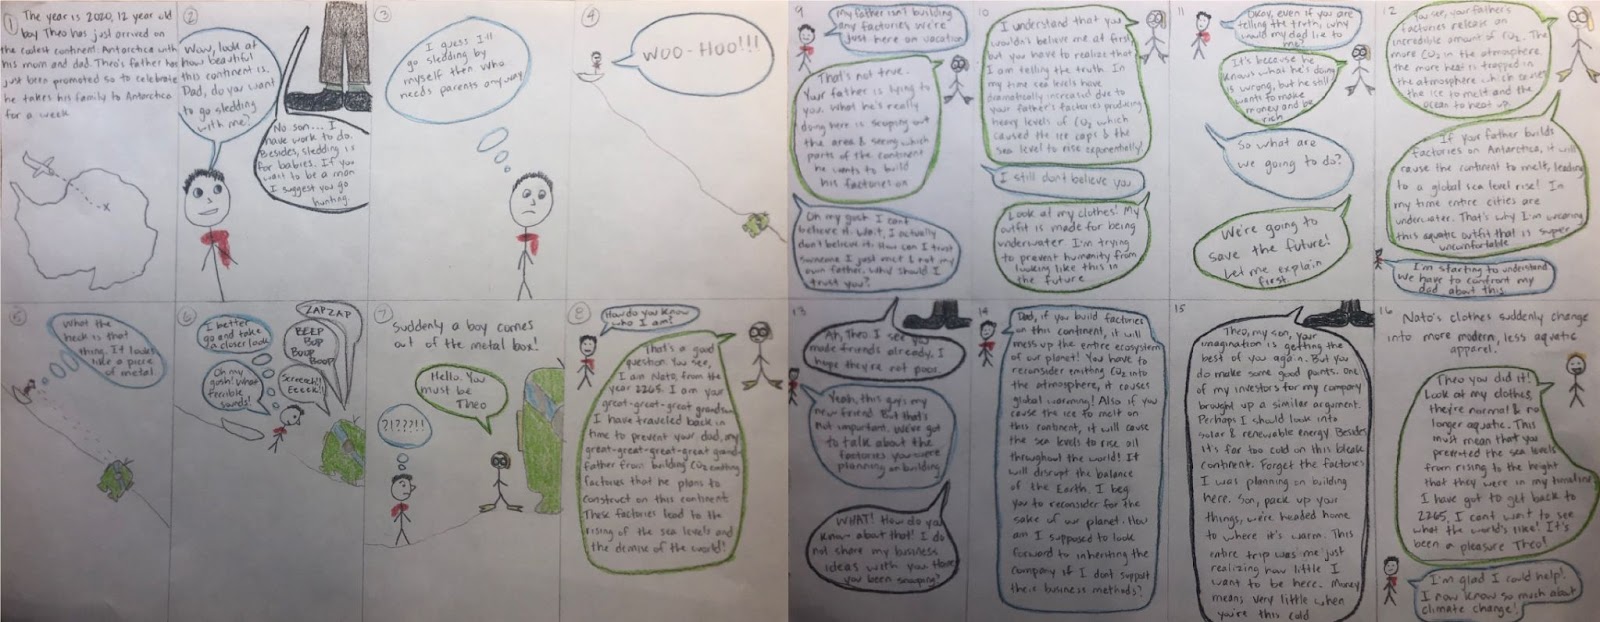 1 The year is 2020, 12 year old
boy Theo has just arrived on
the coldest continent: Antarctica with
his mom and dad. Theo's father has
just been promoted so to celebrate
he takes his family to Antarctica
for a week
x
2
Wow, look at
how beautiful
this continent is.
Dad, do you want
to go sledding
with me?
No son... I
have work to do.
Besides, sledding is
for babies. If you
want to be a man
I suggest you go
hunting.
3
I guess I'll
go sledding by
myself then who
needs parents anyway
4
WOO-HOO!!!
5
What the
heck is that
thing. It looks
like a piece
of metal
6
I better
go and take
a closer look
ZAP ZAP
BEEP
BOP
BOUP
BOOP
Screech!!
Eeeek!!
Oh my
gosh! What
terrible
sounds!
7
Suddenly a boy comes
out of the metal box!
Hello. You
must be
Theo
?!???!!
8
How do you know
who I am?
That's a good
question. You see,
I am Nato, from the
year 2265. I am your
great-great-great grandson
I have traveled back in
time to prevent your dad, my
great-great-great-great grand-
father from building CO2 emitting
factories that he plans to
construct on this continent.
These factories lead to the
rising of the sea levels and
the demise of the world!
9
My father isn't building
any factories we're
just here on vacation
That's not true.
Your father is lying to
you. What he's really
doing here is scoping out
the area & seeing which
parts of the continent
he wants to build
his factories on
Oh my gosh I can't
believe it. Wait, I actually
don't believe it. How can I trust
someone I just met & not my
own father. Why should I
trust you?
10
I understand that you
wouldn't believe me at first
but you have to realize that
I am telling the truth. In
my time sea levels have
dramatically increased due to
your father's factories producing
heavy levels of CO2 which
caused the ice caps & the
sea level to rise exponentially!
I still don't believe you
Look at my clothes! My
outfit is made for being
underwater. I'm trying
to prevent humanity from
looking like this in
the future
11
Okay, even if you are
telling the truth, why
would my dad lie to
me?
It's because he
knows what he's doing
is wrong, but he still
wants to make
money and be
rich
So what are
we going to do?
We're going to
save the future!
Let me explain
first.
12
You see, your father's
factories release an
incredible amount of CO2. The
more CO2 in the atmosphere,
the more heat is trapped in
the atmosphere which causes
the ice to melt and the
ocean to heat up.
If your father builds
factories on Antarctica, it will
cause the continent to melt, leading
to a global sea level rise! In
my time entire cities are
underwater. That's why I'm wearing
this aquatic outfit that is super
uncomfortable
I'm starting to understand
We have to confront my
dad about this
13
Ah, Theo I see you
made friends already. I
hope they're not poor.
Yeah, this guy's my
new friend. But that's
not important. We've got
to talk about the
factories you were
planning on building
WHAT! How do you
know about that! I do
not share my business
ideas with you. Have
you been snooping?
14
Dad, if you build factories
on this continent, it will
mess up the entire ecosystem
of our planet! You have to
reconsider emitting CO2 into
the atmosphere, it causes
global warming! Also if you
cause the ice to melt on
this continent, it will cause
the sea levels to rise all
throughout the world! It
will disrupt the balance
of the Earth. I beg
you to reconsider for the
sake of our planet. How
am I supposed to look
forward to inheriting the
company if I don't support
their business methods?
15
Theo, my son, your
imagination is getting the
best of you again. But you
do make some good points. One
of my investors for my company
brought up a similar argument.
Perhaps I should look into
solar & renewable energy. Besides
it's far too cold on this bleak
continent. Forget the factories
I was planning on building
here. Son, pack up your
things, we're headed home
to where it's warm. This
entire trip was me just
realizing how little I
want to be here. Money
means very little when
you're this cold
16
Nato's clothes suddenly change
into more modern, less aquatic
apparel.
Theo you did it!
Look at my clothes,
they're normal & no
longer aquatic. This
must mean that you
prevented the sea levels
from rising to the height
that they were in my timeline
I have got to get back to
2265, I can't wait to see
what the world's like! It's
been a pleasure Theo!
I'm glad I could help!
I now know so much about
climate change!